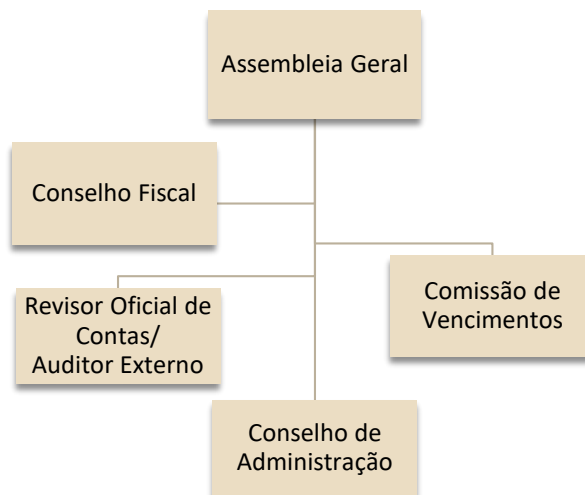 Assembleia Geral
Conselho Fiscal
Revisor Oficial de
Contas/
Auditor Externo
Comissão de
Vencimentos
Conselho de
Administração